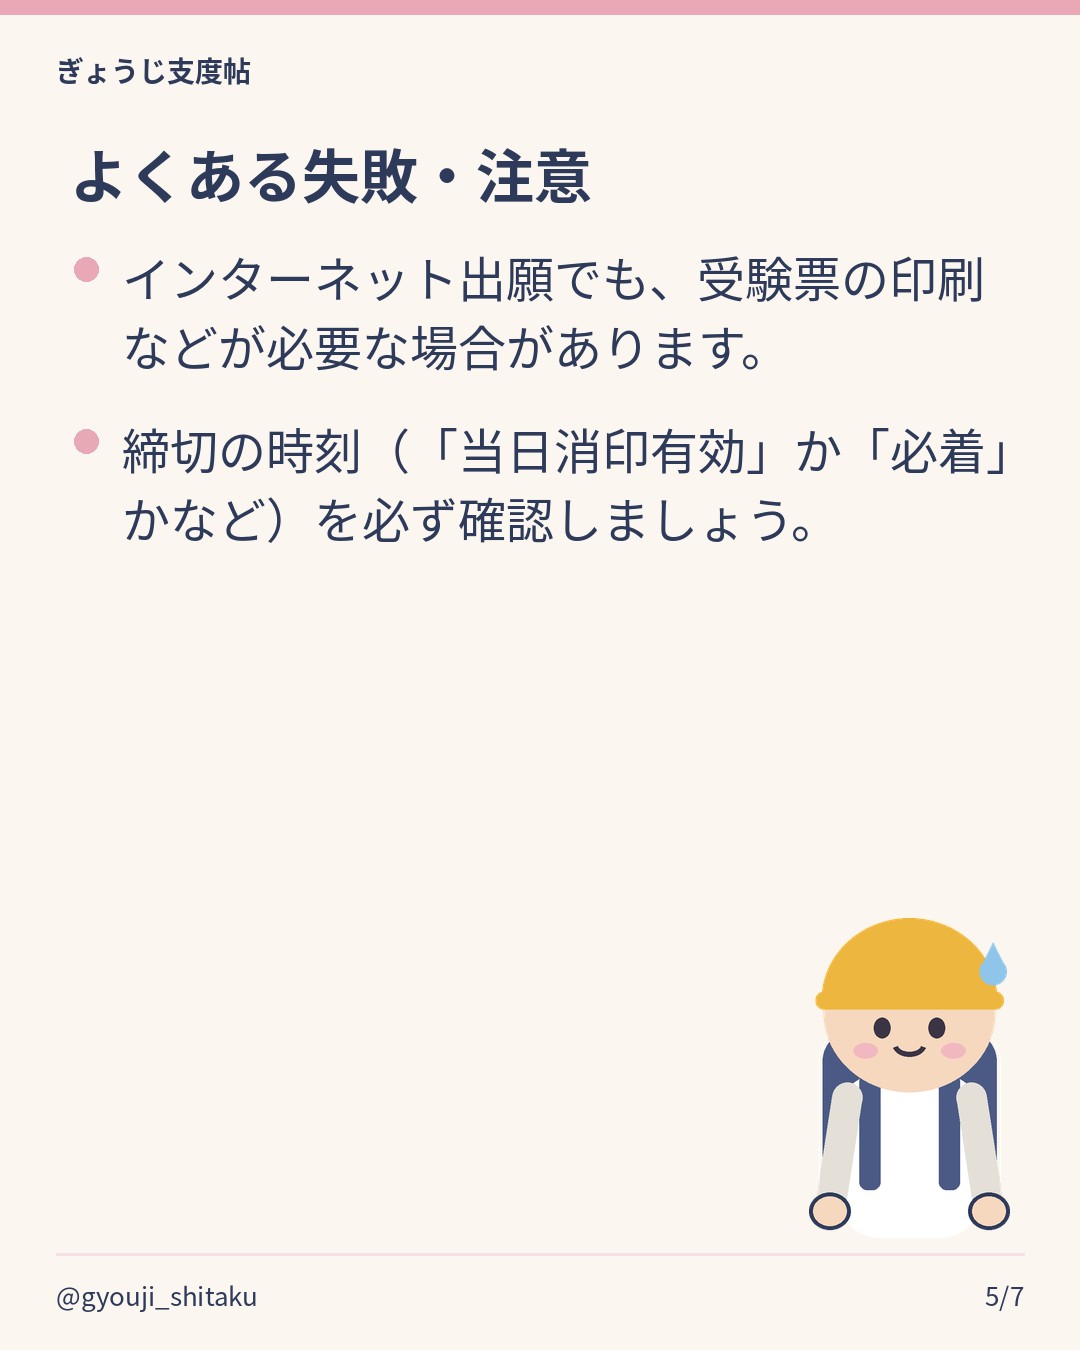 ぎょうじ支度帖
よくある失敗・注意
インターネット出願でも、受験票の印刷
などが必要な場合があります。
締切の時刻（「当日消印有効」か「必着」
かなど）を必ず確認しましょう。
@gyouji_shitaku
5/7